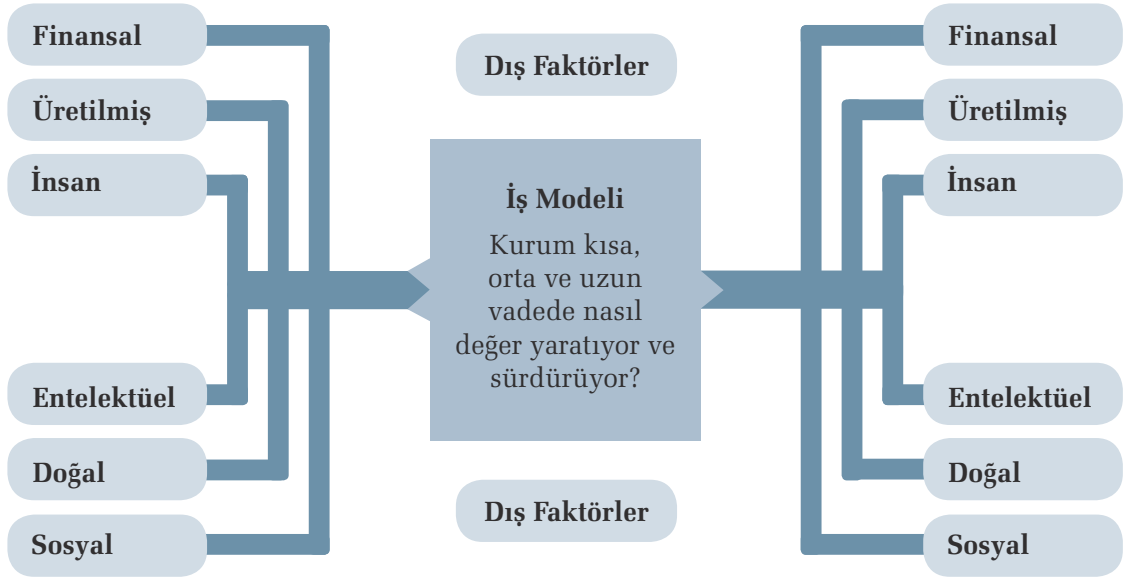 Finansal
Üretilmiş
İnsan
Entelektüel
Doğal
Sosyal
Dış Faktörler
İş Modeli
Kurum kısa,
orta ve uzun
vadede nasıl
değer yaratıyor ve
sürdürüyor?
Dış Faktörler
Finansal
Üretilmiş
İnsan
Entelektüel
Doğal
Sosyal